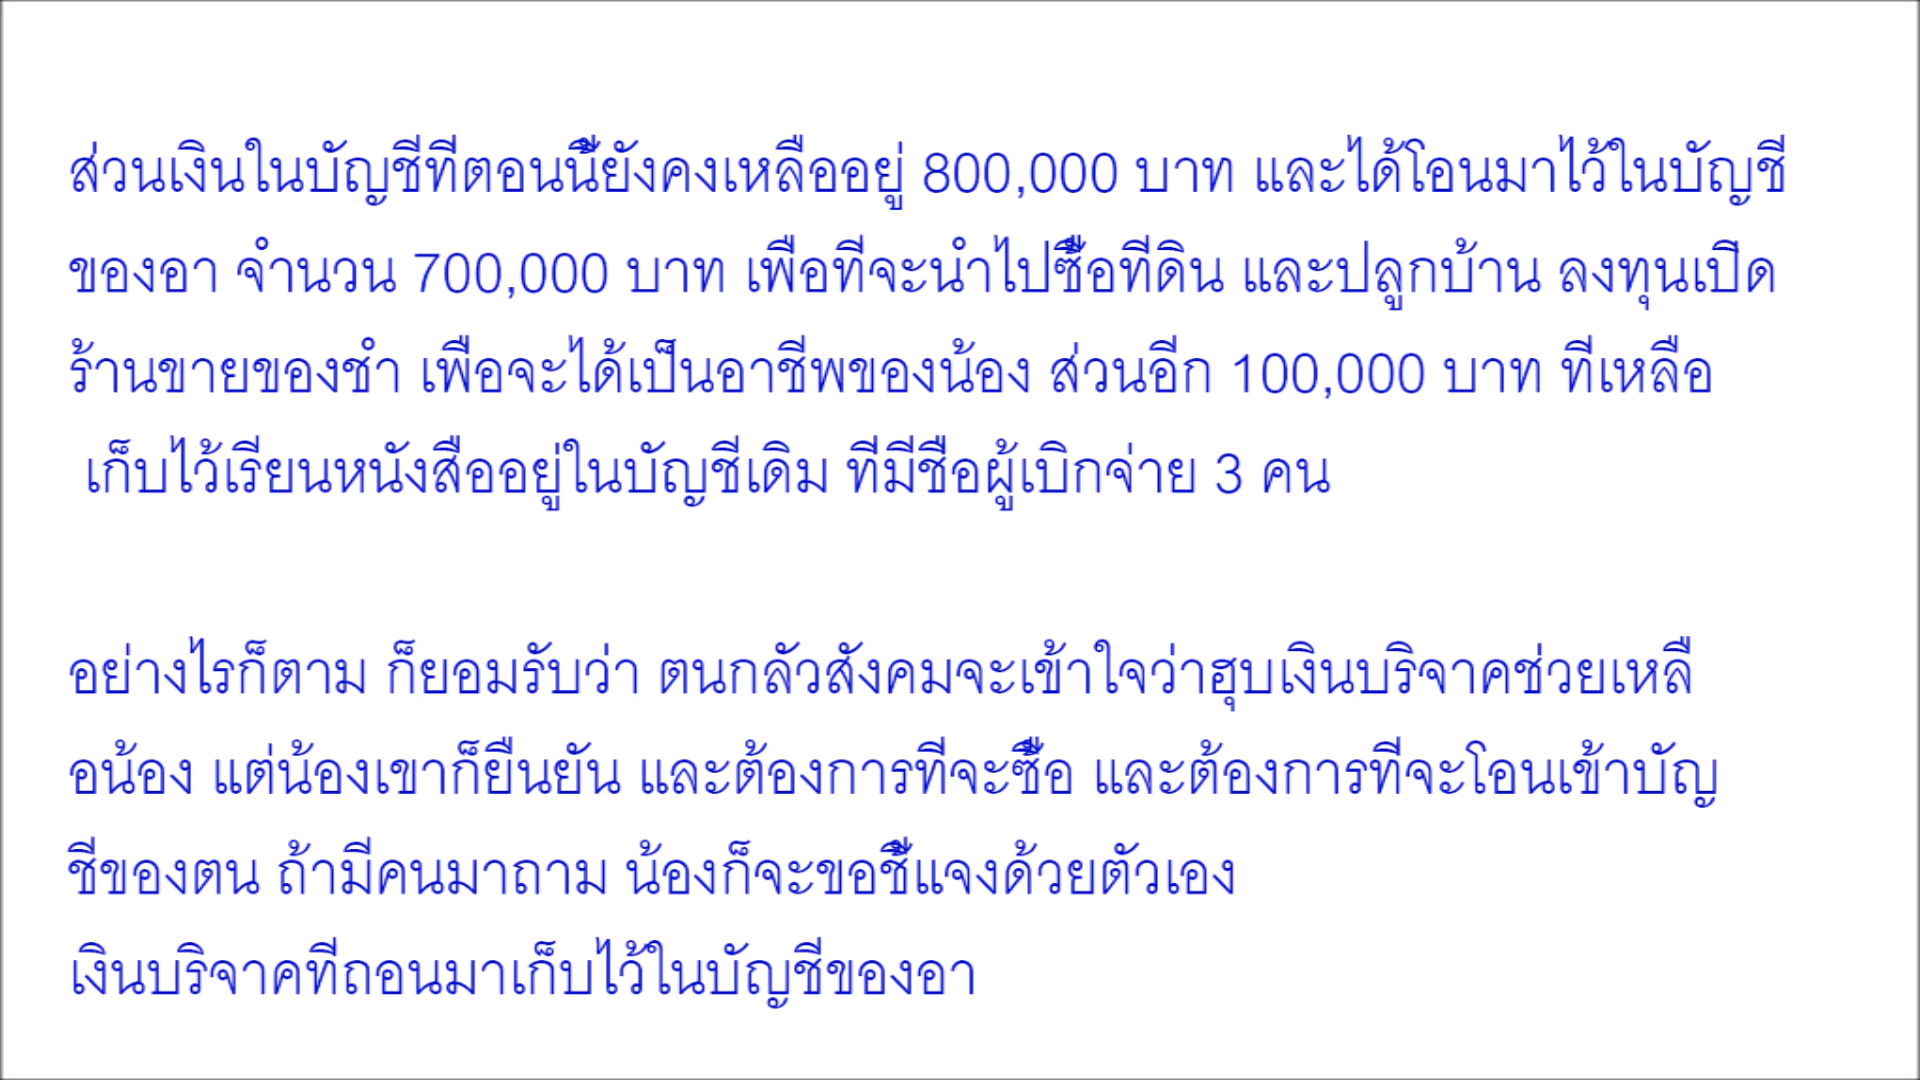 ส่วนเงินในบัญชีที่ตอนนี้ยังคงเหลืออยู่ 800,000 บาท และได้โอนมาไว้ในบัญชี
ของอา จำนวน 700,000 บาท เพื่อที่จะนำไปซื้อที่ดิน และปลูกบ้าน ลงทุนเปิด
ร้านขายของชำ เพื่อจะได้เป็นอาชีพของน้อง ส่วนอีก 100,000 บาท ที่เหลือ
เก็บไว้เรียนหนังสืออยู่ในบัญชีเดิม ที่มีชื่อผู้เบิกจ่าย 3 คน
อย่างไรก็ตาม ก็ยอมรับว่า ตนกลัวสังคมจะเข้าใจว่าฮุบเงินบริจาคช่วยเหลื
อน้อง แต่น้องเขาก็ยืนยัน และต้องการที่จะซื้อ และต้องการที่จะโอนเข้าบัญ
ชีของตน ถ้ามีคนมาถาม น้องก็จะขอชี้แจงด้วยตัวเอง
เงินบริจาคที่ถอนมาเก็บไว้ในบัญชีของอา